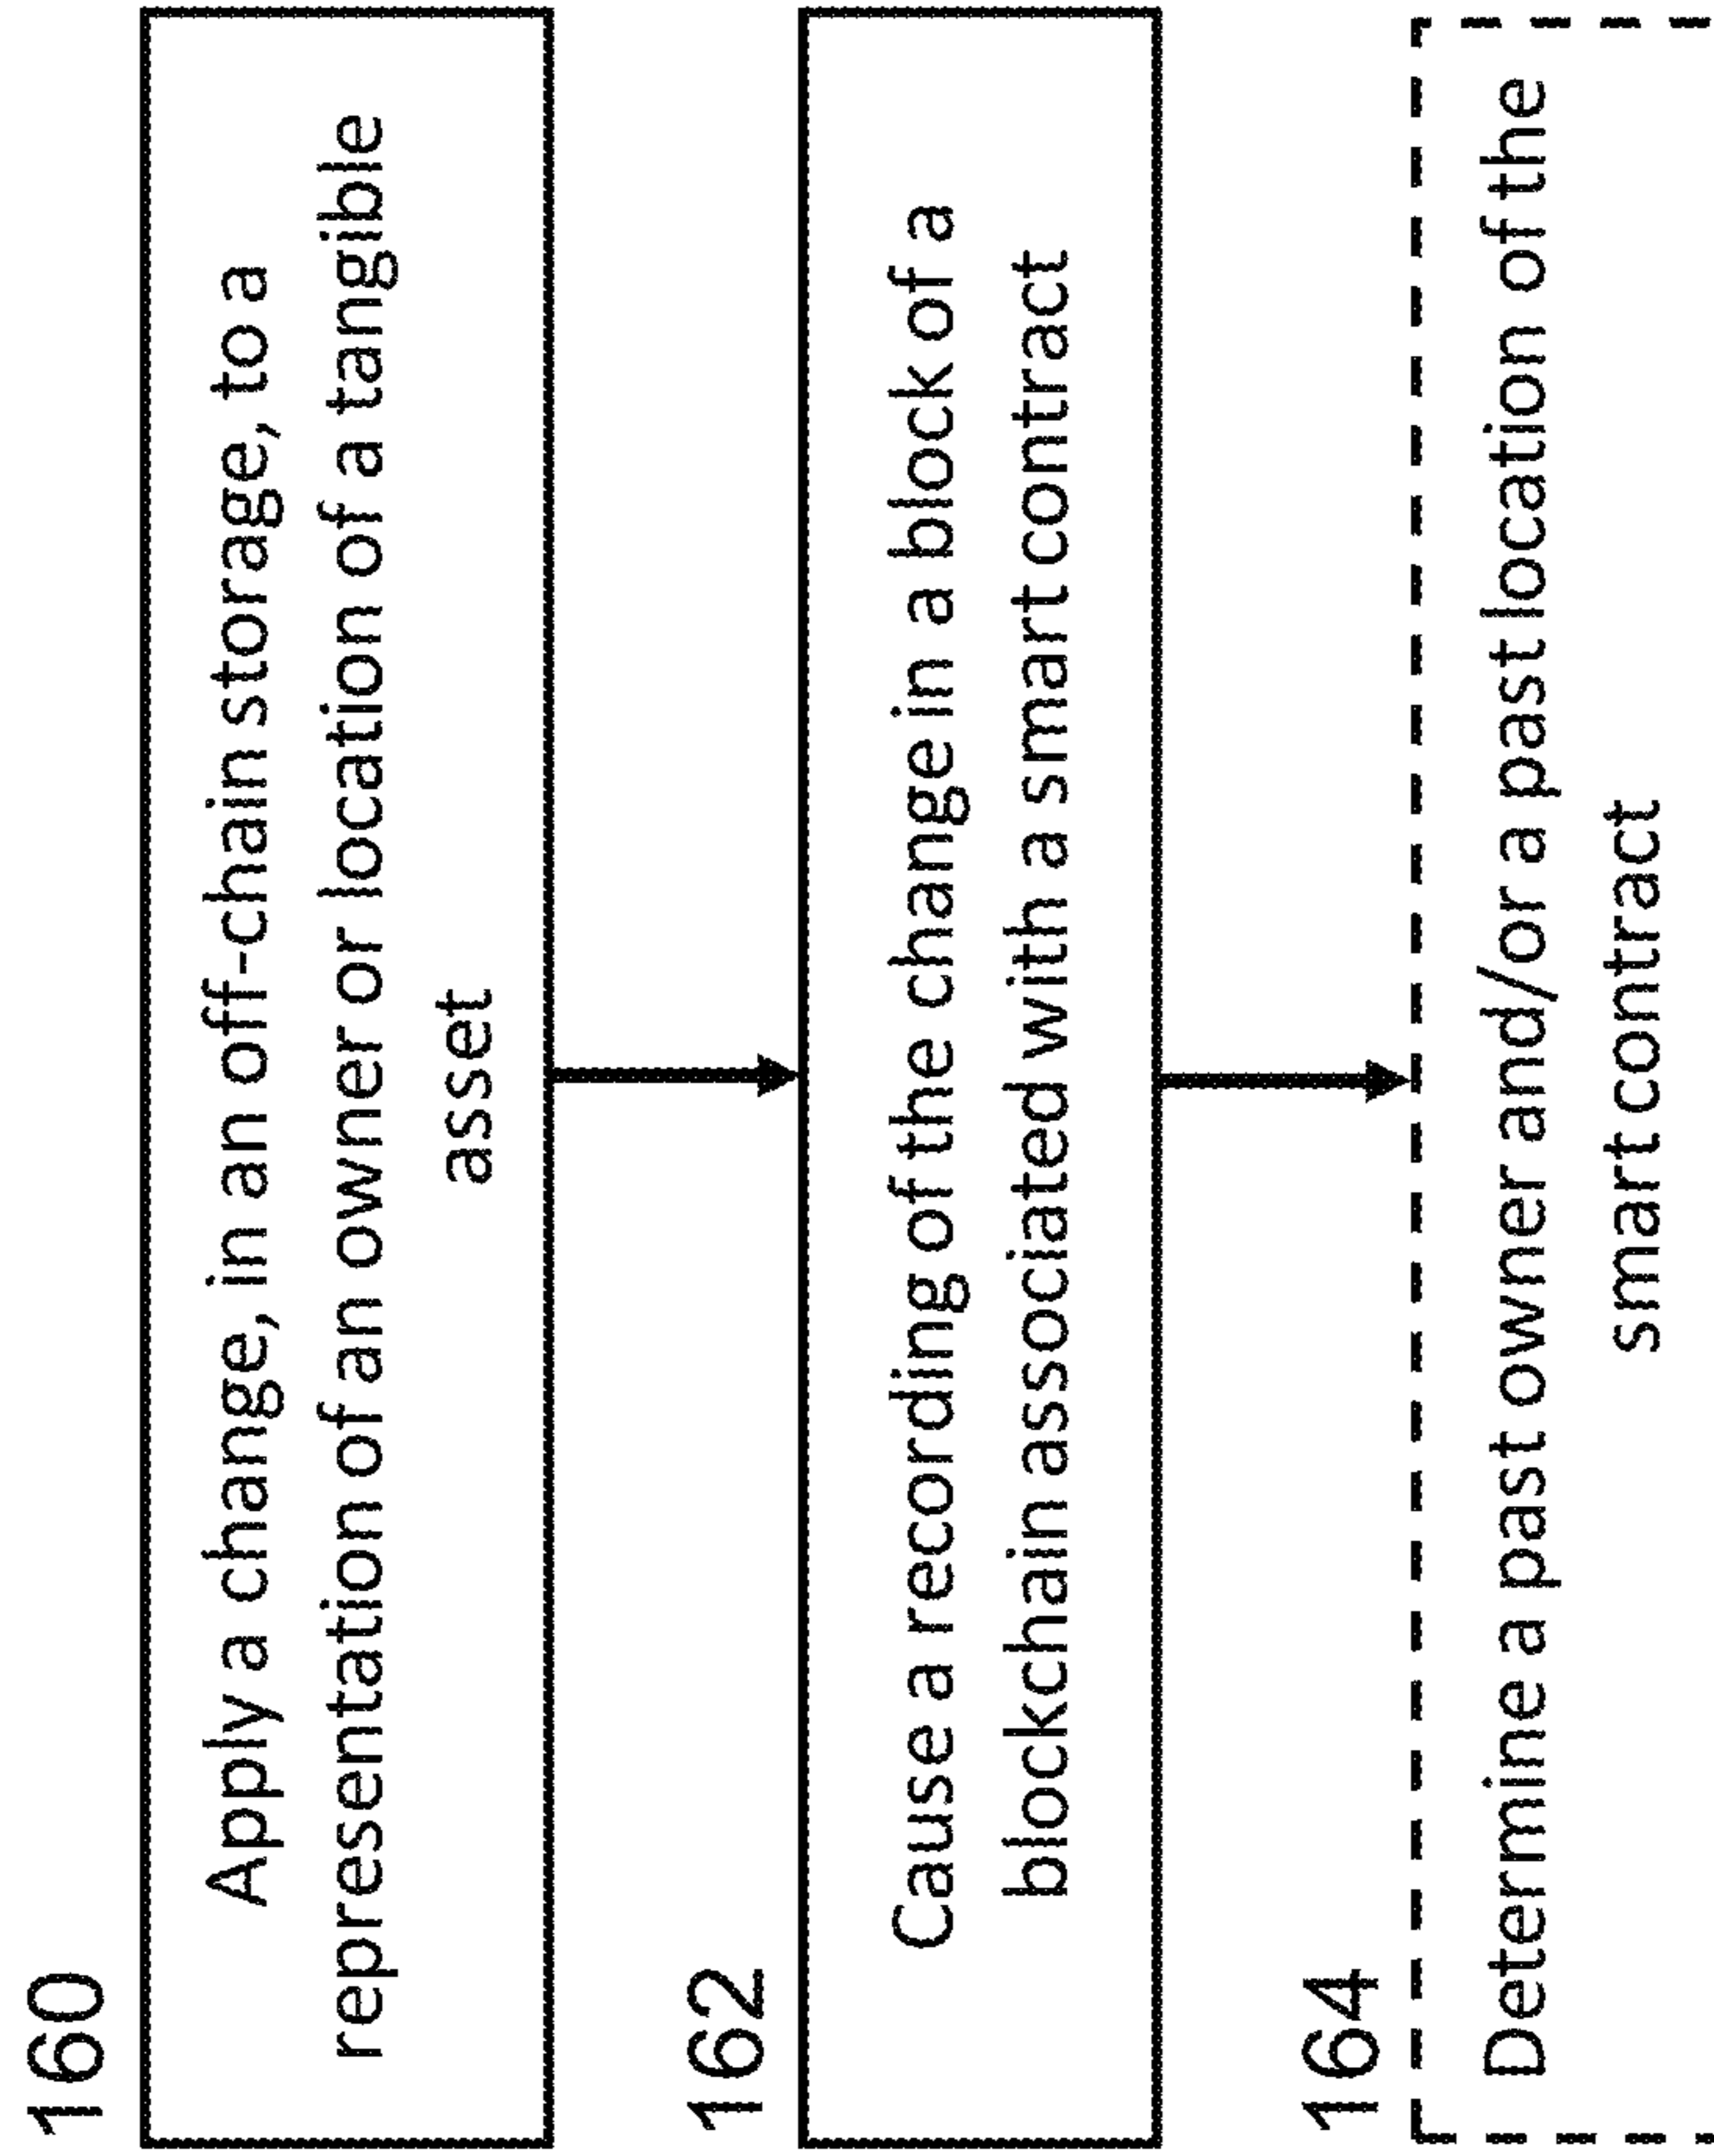 160
Apply a change, in an off-chain storage, to a
representation of an owner or location of a tangible
asset
162
Cause a recording of the change in a block of a
blockchain associated with a smart contract
164
Determine a past owner and/or a past location of the
smart contract